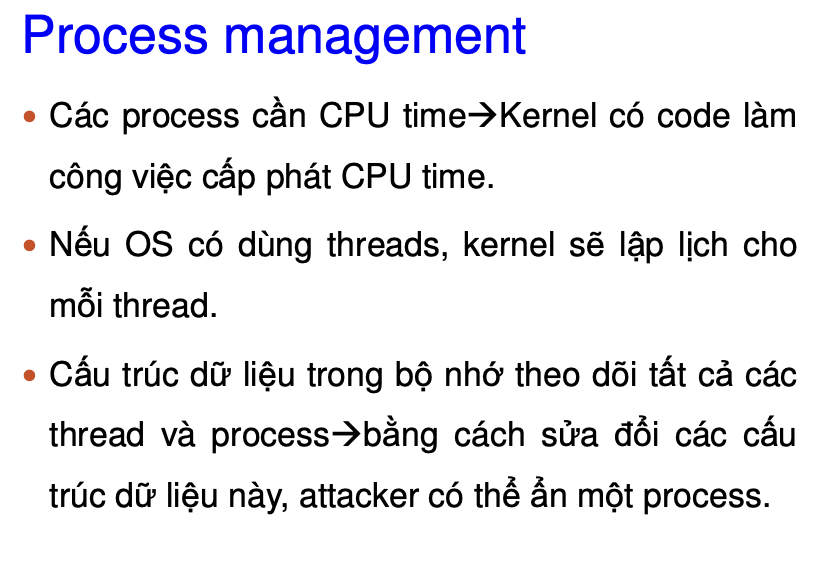 Process management
• Các process cần CPU time→Kernel có code làm
công việc cấp phát CPU time.
• Nếu OS có dùng threads, kernel sẽ lập lịch cho
mỗi thread.
• Cấu trúc dữ liệu trong bộ nhớ theo dõi tất cả các
thread và process→bằng cách sửa đổi các cấu
trúc dữ liệu này, attacker có thể ẩn một process.